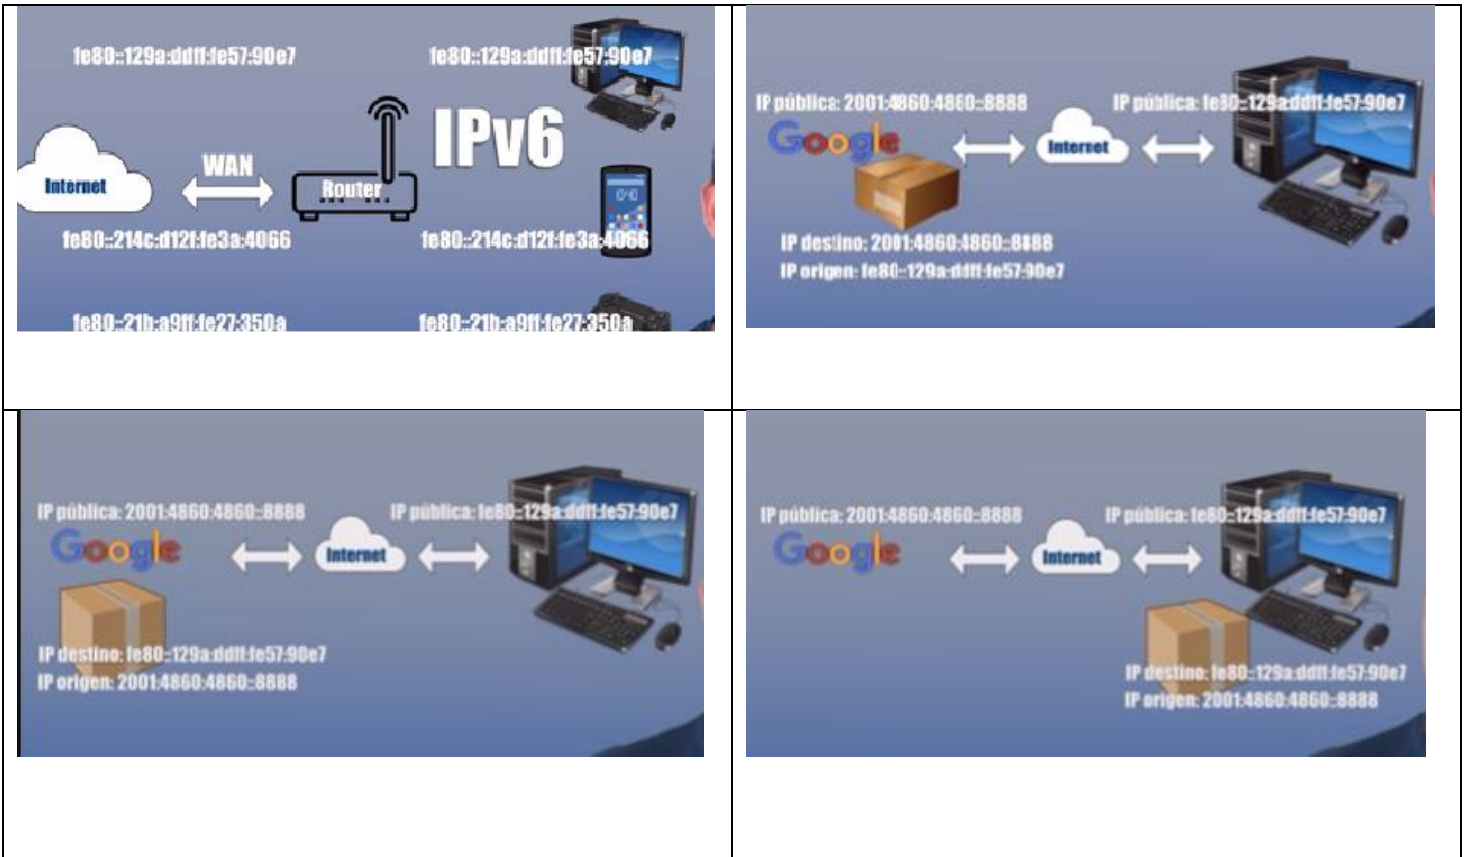 fe80::129a:ddff:fe57:90e7 fe80::129a:ddff:fe57:90e7
IPv6
WAN
Internet
Router
10:40
fe80::214c:d12f:fe3a:4066 fe80::214c:d12f:fe3a:4066
fe80::21b:a9ff:fe27:350a fe80::21b:a9ff:fe27:350a
IP pública: 2001:4860:4860::8888 IP pública: fe80::129a:ddff:fe57:90e7
Google
Internet
IP destino: 2001:4860:4860::8888
IP origen: fe80::129a:ddff:fe57:90e7
IP pública: 2001:4860:4860::8888 IP pública: fe80::129a:ddff:fe57:90e7
Google
Internet
IP destino: fe80::129a:ddff:fe57:90e7
IP origen: 2001:4860:4860::8888
IP pública: 2001:4860:4860::8888 IP pública: fe80::129a:ddff:fe57:90e7
Google
Internet
IP destino: fe80::129a:ddff:fe57:90e7
IP origen: 2001:4860:4860::8888